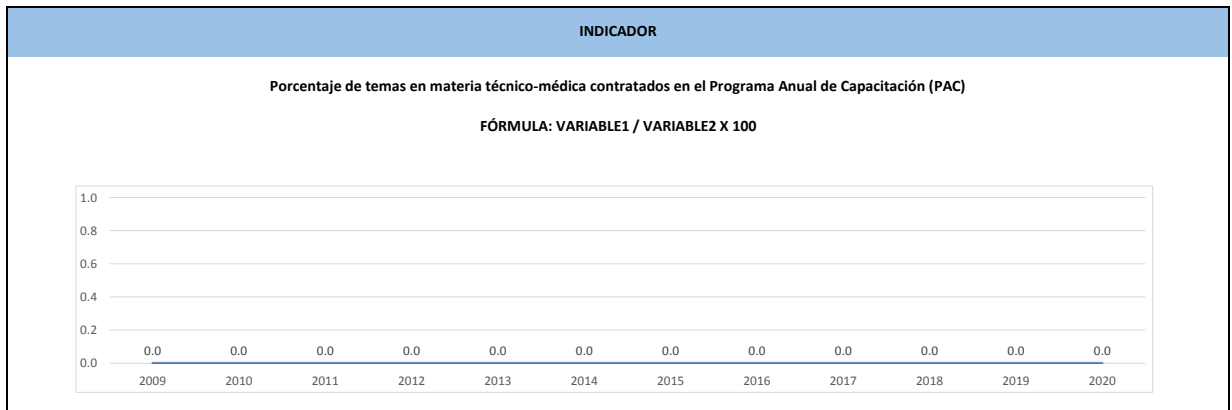 INDICADOR
Porcentaje de temas en materia técnico-médica contratados en el Programa Anual de Capacitación (PAC)
FÓRMULA: VARIABLE1 / VARIABLE2 X 100
1.0
0.8
0.6
0.4
0.2
0.0
0.0 0.0 0.0 0.0 0.0 0.0 0.0 0.0 0.0 0.0 0.0 0.0
2009 2010 2011 2012 2013 2014 2015 2016 2017 2018 2019 2020